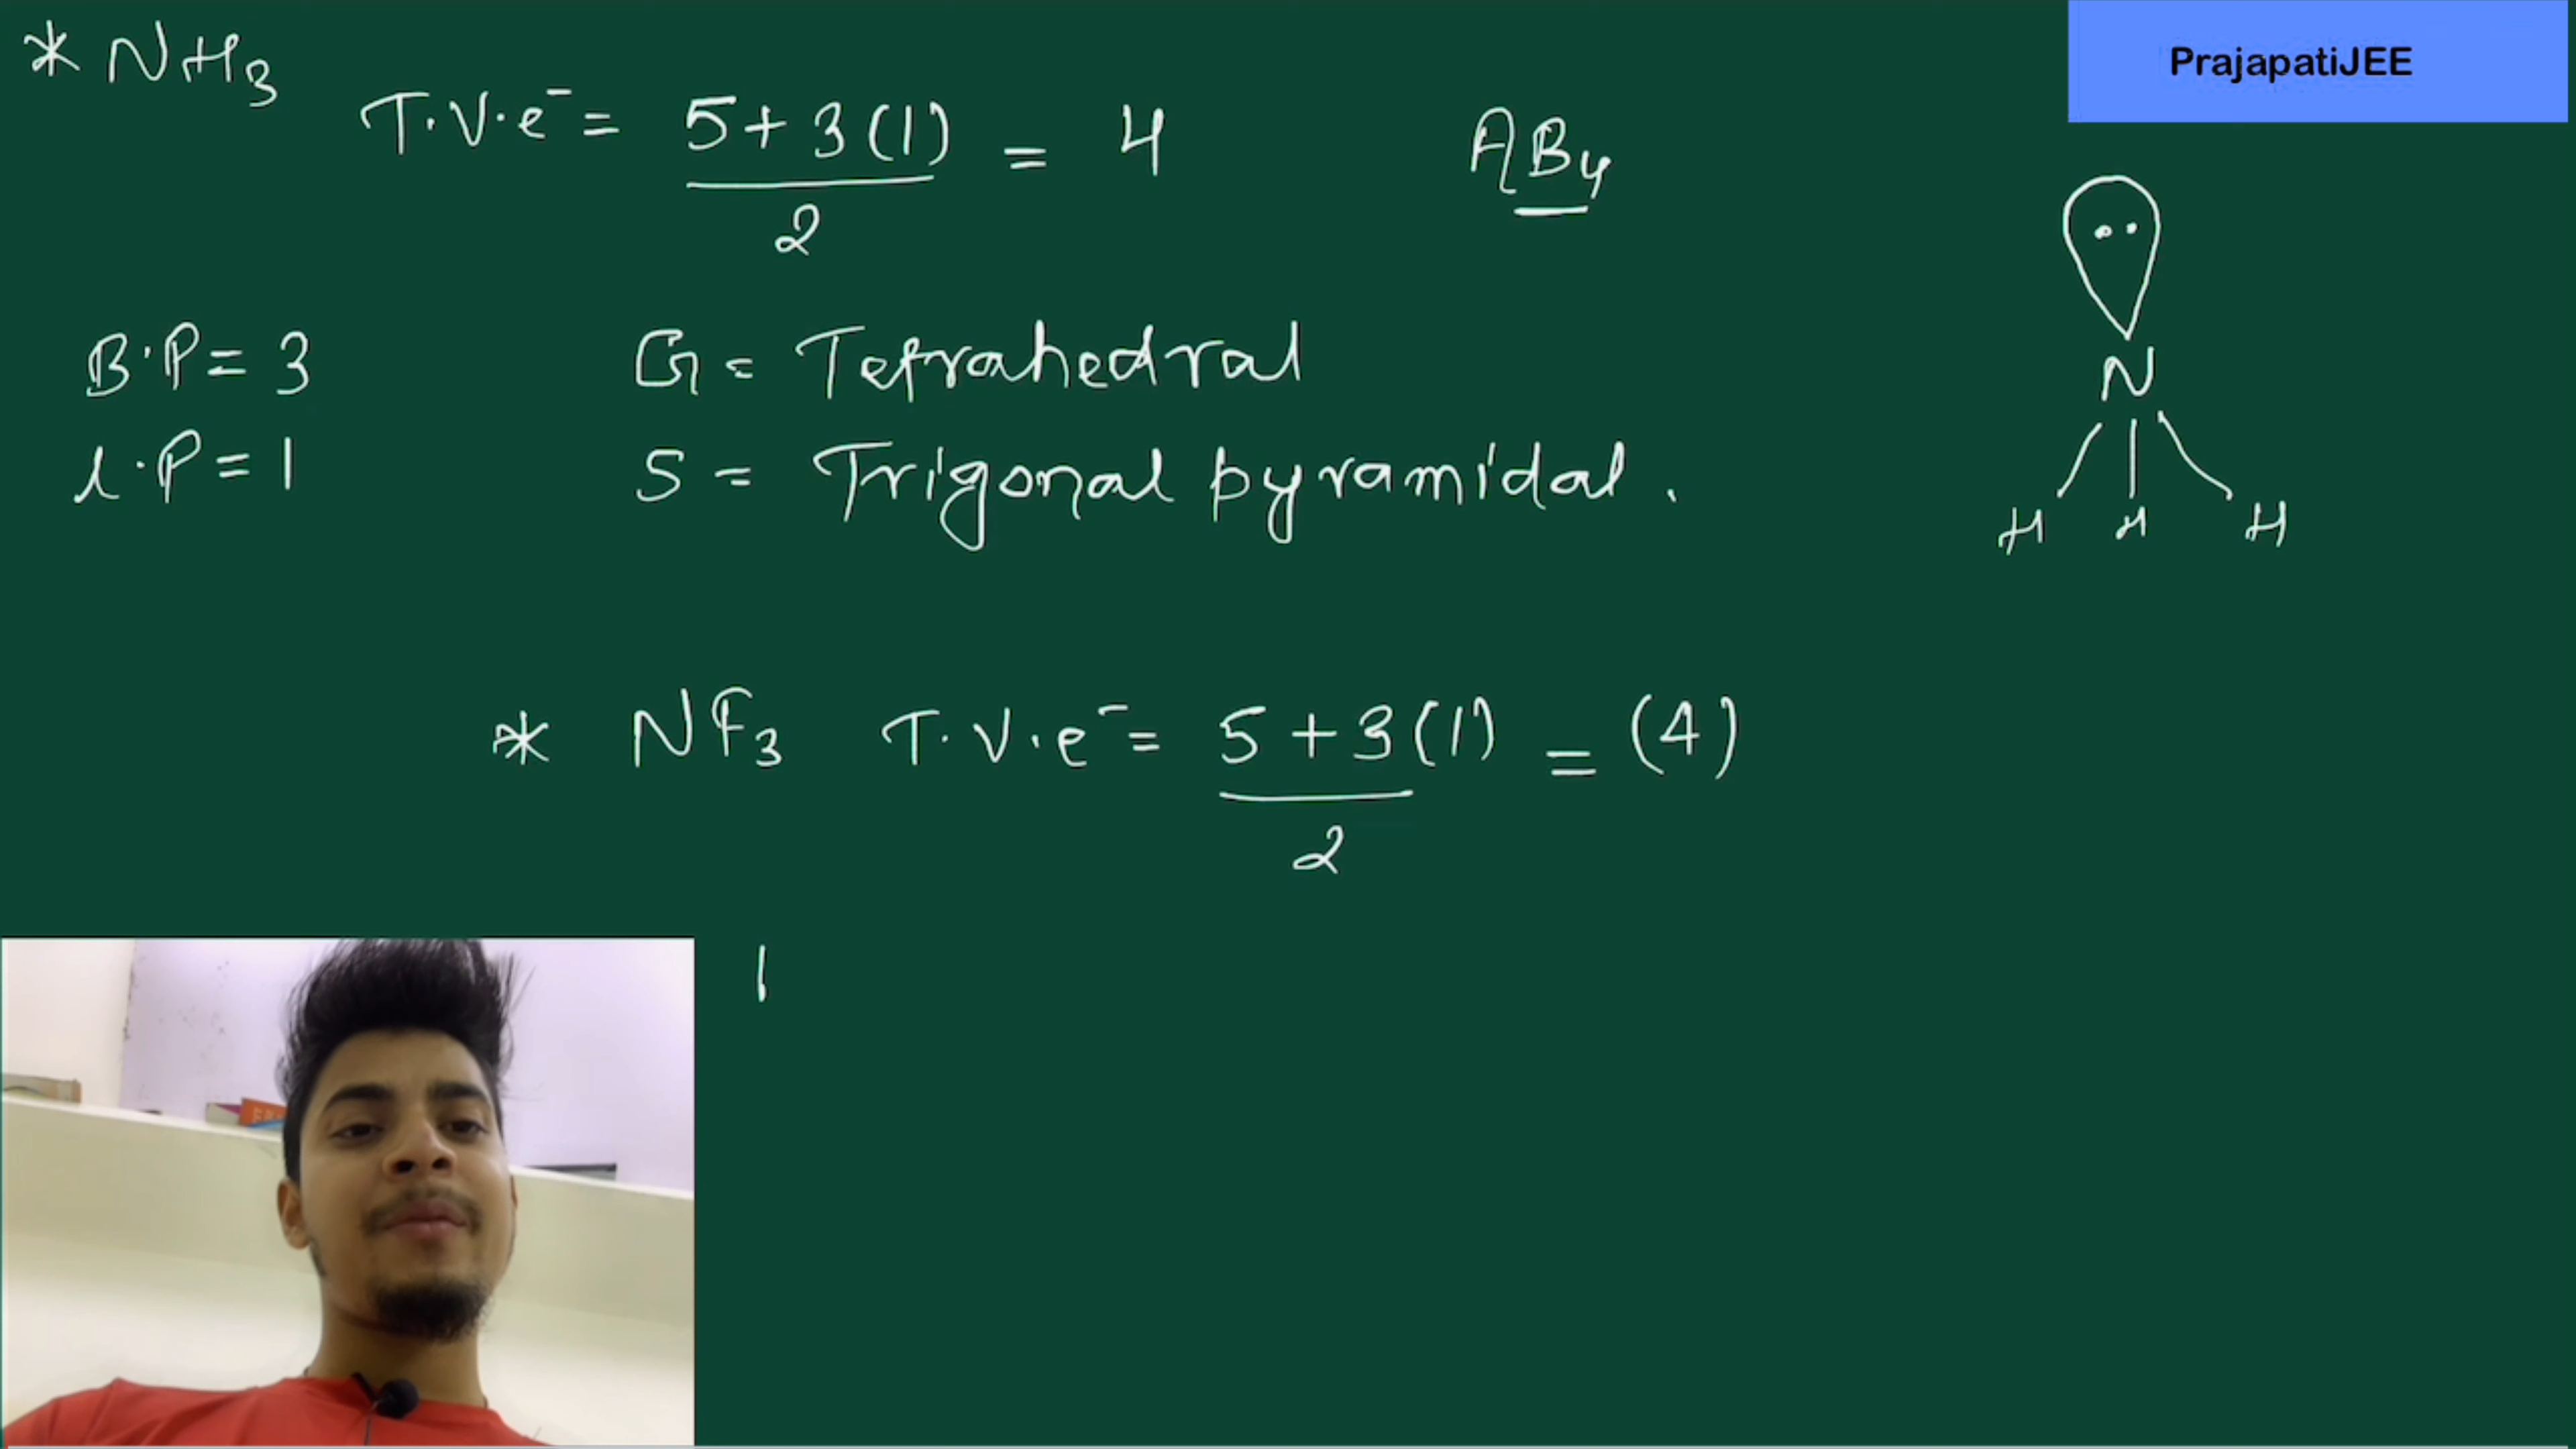 * NH3
PrajapatiJEE
T.V.e⁻ = 5+3(1)/2 = 4
AB4
B.P = 3
G = Tetrahedral
l.P = 1
S = Trigonal pyramidal.
N
H H H
* NF3 T.V.e⁻ = 5+3(1)/2 = (4)